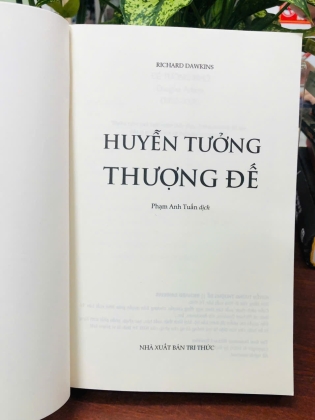 RICHARD DAWKINS
HUYỄN TƯỞNG
THƯỢNG ĐẾ
Phạm Anh Tuấn dịch
NHÀ XUẤT BẢN TRI THỨC